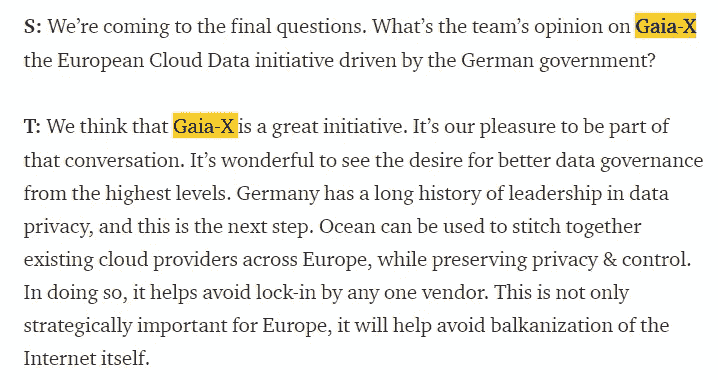 S: We’re coming to the final questions. What’s the team’s opinion on Gaia-X
the European Cloud Data initiative driven by the German government?
T: We think that Gaia-X is a great initiative. It’s our pleasure to be part of
that conversation. It’s wonderful to see the desire for better data governance
from the highest levels. Germany has a long history of leadership in data
privacy, and this is the next step. Ocean can be used to stitch together
existing cloud providers across Europe, while preserving privacy & control.
In doing so, it helps avoid lock-in by any one vendor. This is not only
strategically important for Europe, it will help avoid balkanization of the
Internet itself.